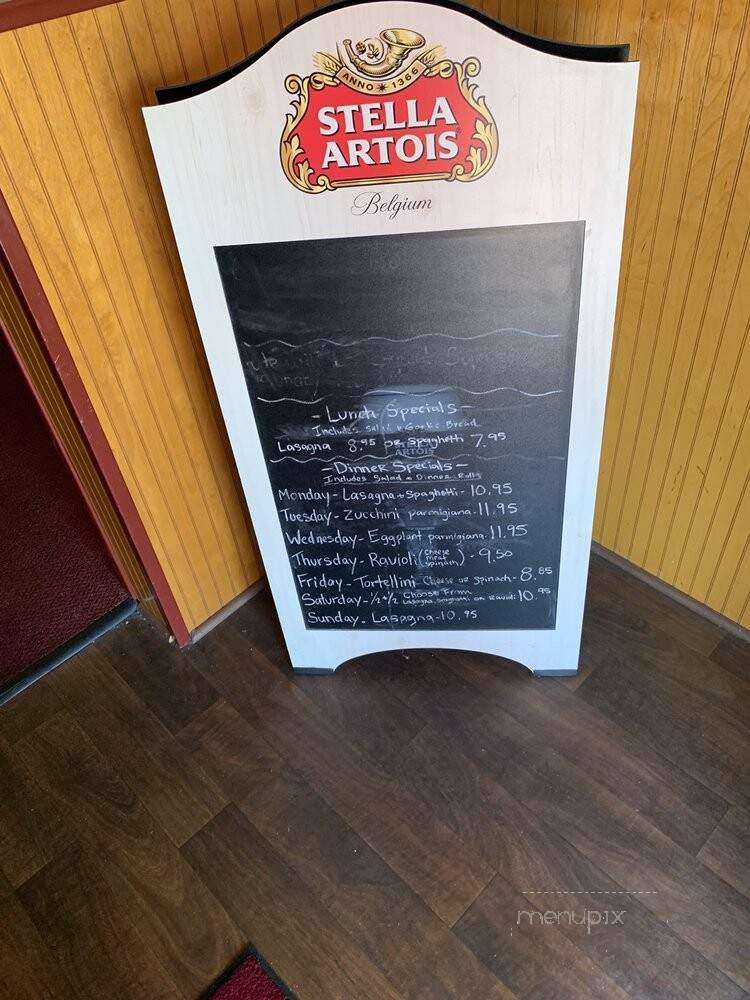 ANNO 1366
STELLA
ARTOIS
Belgium
- Lunch Specials -
Includes Salad & Garlic Bread
Lasagna 8.95 or Spaghetti 7.95
ARTOIS
- Dinner Specials -
Includes Salad & Dinner Rolls
Monday - Lasagna + Spaghetti - 10.95
Tuesday - Zucchini parmigiana - 11.95
Wednesday - Eggplant parmigiana - 11.95
Thursday - Ravioli (cheese meat spinach) - 9.50
Friday - Tortellini Cheese or spinach - 8.85
Saturday - 1/2 + 1/2 Choose From Lasagna, spaghetti or Ravioli 10.95
Sunday - Lasagna - 10.95
menupix